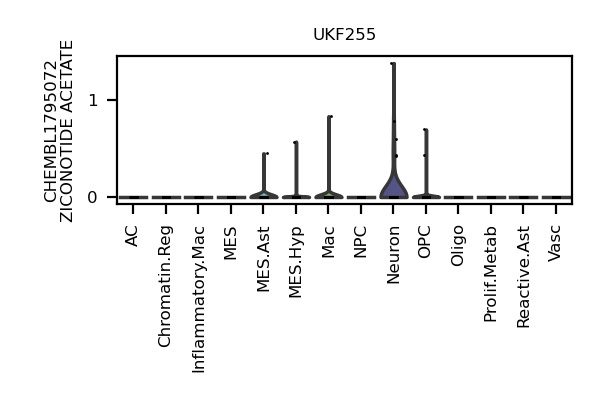 UKF255
CHEMBL1795072
ZICONOTIDE ACETATE
1
0
AC
Chromatin.Reg
Inflammatory.Mac
MES
MES.Ast
MES.Hyp
Mac
NPC
Neuron
OPC
Oligo
Prolif.Metab
Reactive.Ast
Vasc